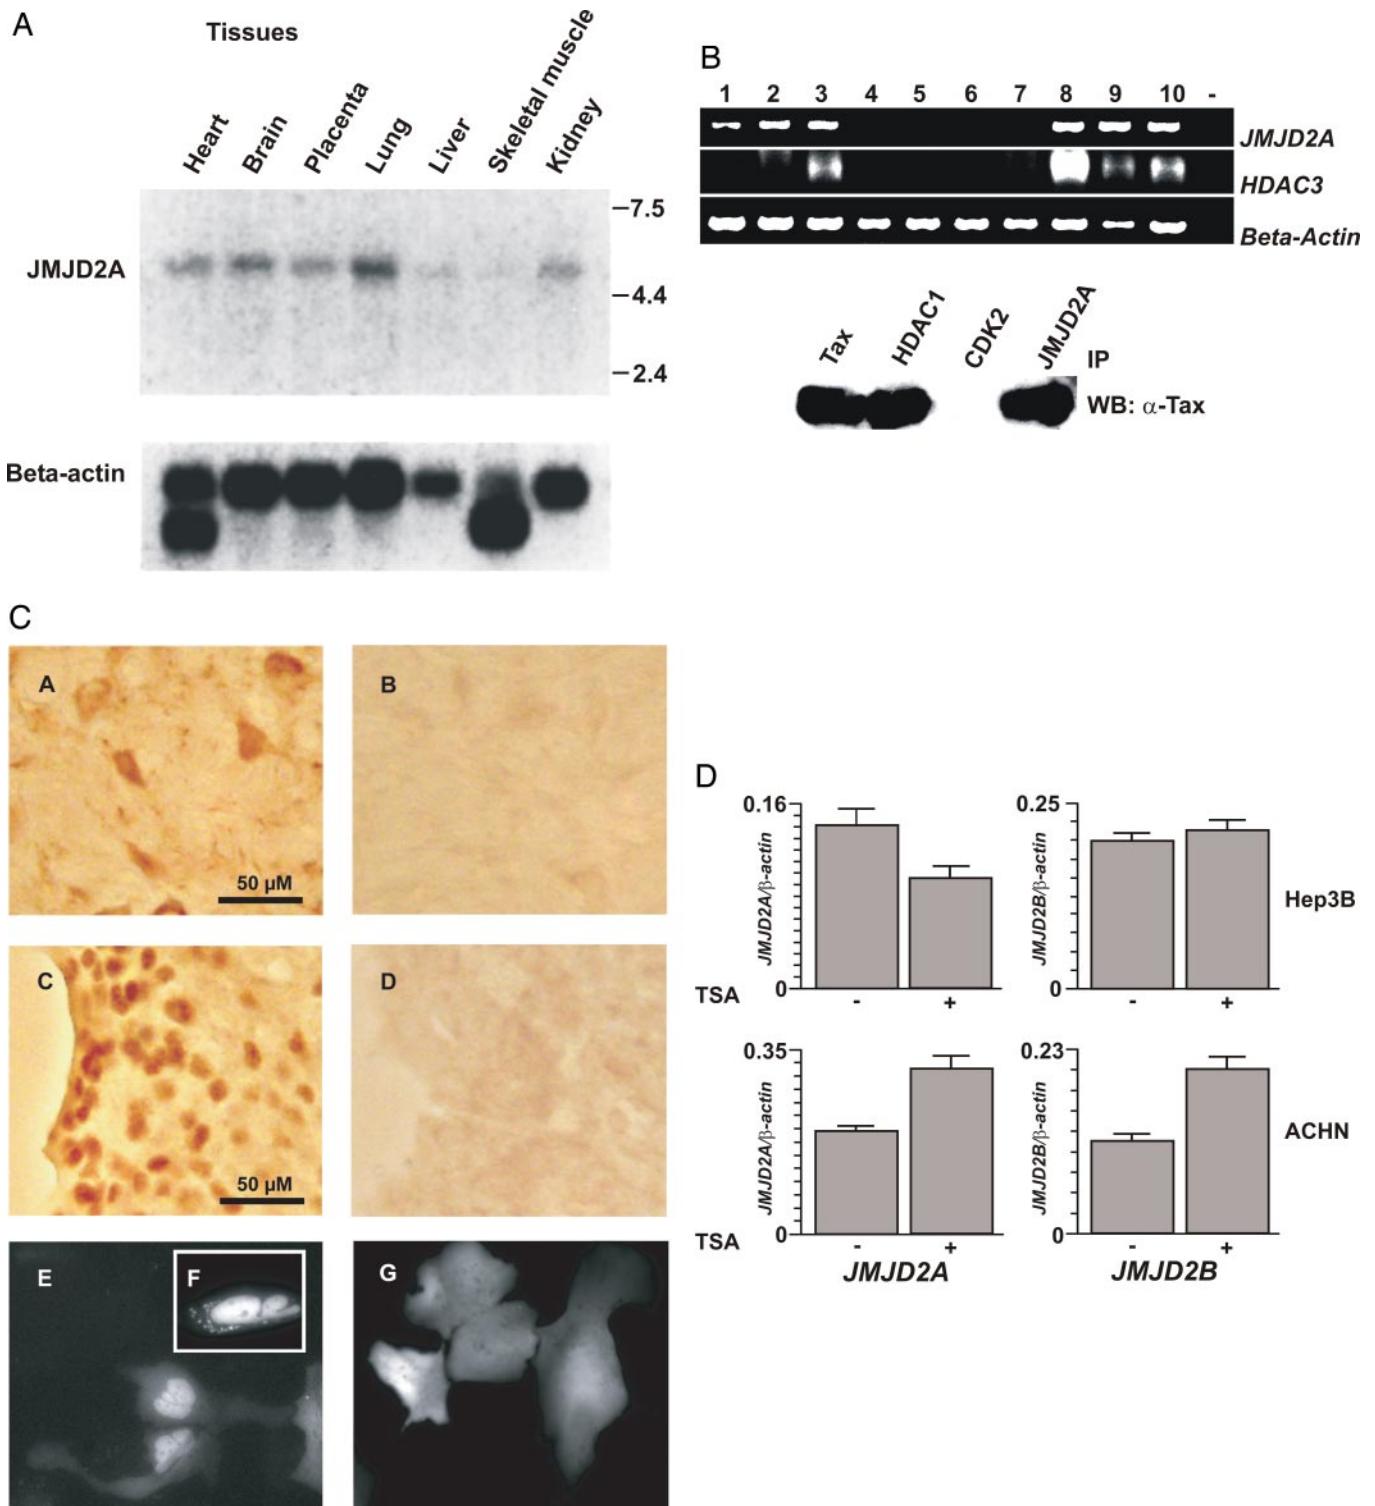 A
Tissues
Heart
Brain
Placenta
Lung
Liver
Skeletal muscle
Kidney
–7.5
JMJD2A
–4.4
–2.4
Beta-actin
B
1 2 3 4 5 6 7 8 9 10 -
JMJD2A
HDAC3
Beta-Actin
Tax
HDAC1
CDK2
JMJD2A
IP
WB: α-Tax
C
A
50 µM
B
C
50 µM
D
E
F
G
D
0.16
JMJD2A/β-actin
0
TSA - +
0.25
JMJD2B/β-actin
0
- +
Hep3B
0.35
JMJD2A/β-actin
0
TSA - +
JMJD2A
0.23
JMJD2B/β-actin
0
- +
JMJD2B
ACHN